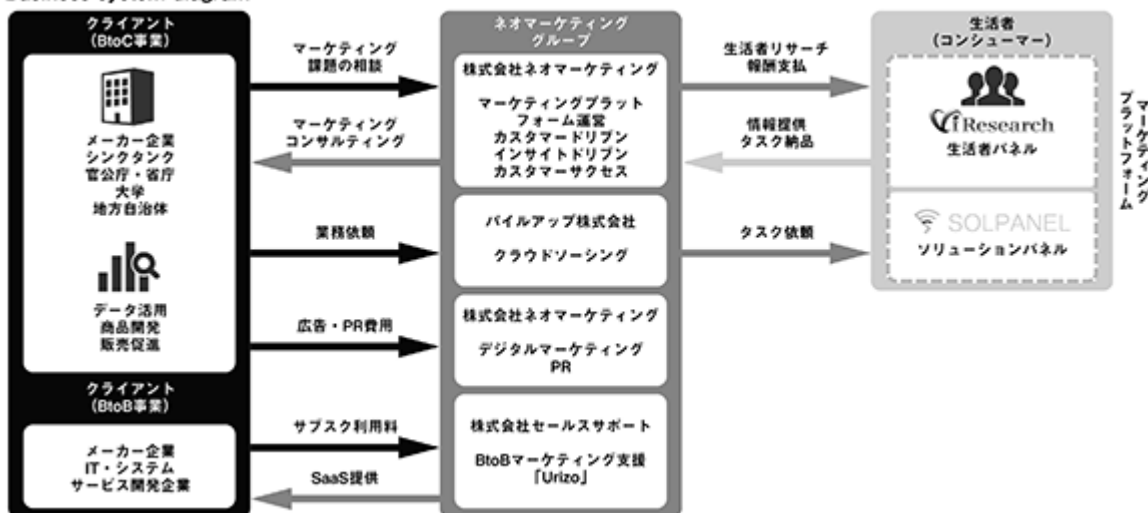 Business system diagram
クライアント
(BtoC事業)
メーカー企業
シンクタンク
官公庁・省庁
大学
地方自治体
データ活用
商品開発
販売促進
クライアント
(BtoB事業)
メーカー企業
IT・システム
サービス開発企業
マーケティング
課題の相談
マーケティング
コンサルティング
業務依頼
広告・PR費用
サブスク利用料
SaaS提供
ネオマーケティング
グループ
株式会社ネオマーケティング
マーケティングプラット
フォーム運営
カスタマードリブン
インサイトドリブン
カスタマーサクセス
パイルアップ株式会社
クラウドソーシング
株式会社ネオマーケティング
デジタルマーケティング
PR
株式会社セールスサポート
BtoBマーケティング支援
「Urizo」
生活者リサーチ
報酬支払
情報提供
タスク納品
タスク依頼
生活者
(コンシューマー)
iResearch
生活者パネル
SOLPANEL
ソリューションパネル
マーケティング
プラットフォーム